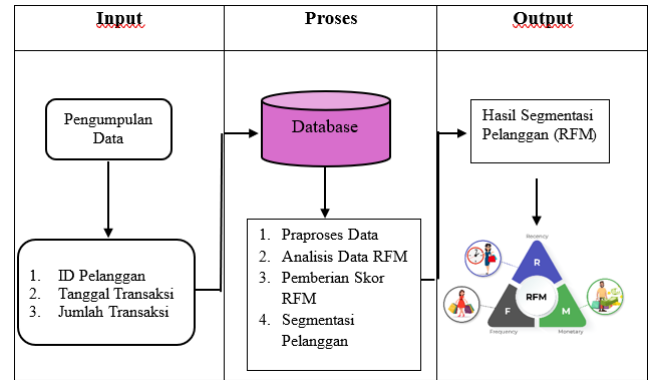 Input
Proses
Output
Pengumpulan
Data
1. ID Pelanggan
2. Tanggal Transaksi
3. Jumlah Transaksi
Database
1. Praproses Data
2. Analisis Data RFM
3. Pemberian Skor
RFM
4. Segmentasi
Pelanggan
Hasil Segmentasi
Pelanggan (RFM)
Recency
R
RFM
F
M
Frequency
Monetary